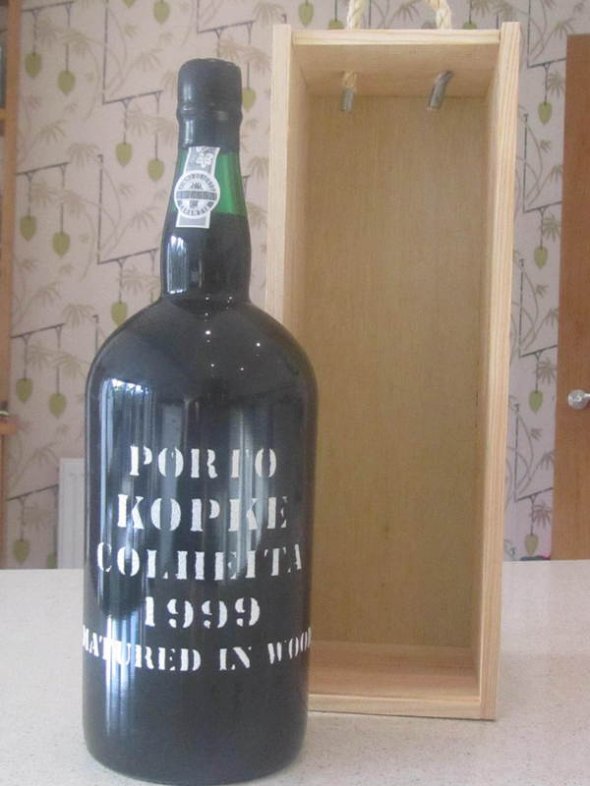 PORTO
KOPKE
COLHEITA
1999
MATURED IN WOOD